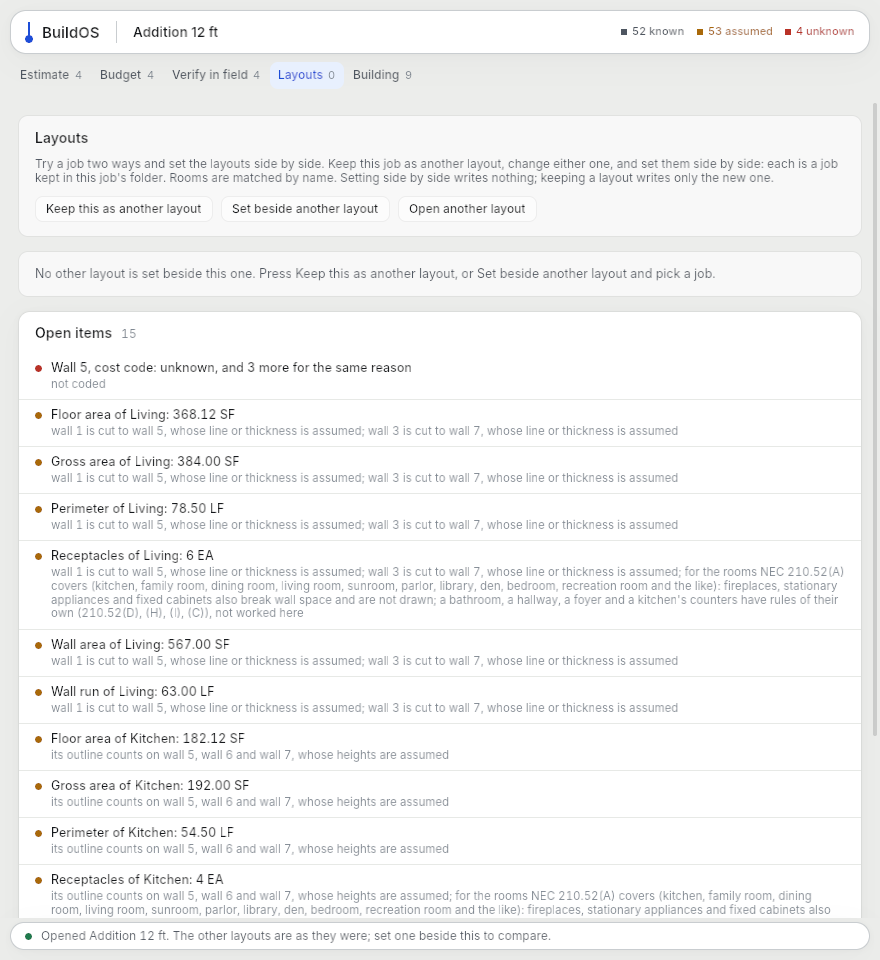 BuildOS
Addition 12 ft
52 known
53 assumed
4 unknown
Estimate 4
Budget 4
Verify in field 4
Layouts 0
Building 9
Layouts
Try a job two ways and set the layouts side by side. Keep this job as another layout, change either one, and set them side by side: each is a job
kept in this job's folder. Rooms are matched by name. Setting side by side writes nothing; keeping a layout writes only the new one.
Keep this as another layout
Set beside another layout
Open another layout
No other layout is set beside this one. Press Keep this as another layout, or Set beside another layout and pick a job.
Open items 15
Wall 5, cost code: unknown, and 3 more for the same reason
not coded
Floor area of Living: 368.12 SF
wall 1 is cut to wall 5, whose line or thickness is assumed; wall 3 is cut to wall 7, whose line or thickness is assumed
Gross area of Living: 384.00 SF
wall 1 is cut to wall 5, whose line or thickness is assumed; wall 3 is cut to wall 7, whose line or thickness is assumed
Perimeter of Living: 78.50 LF
wall 1 is cut to wall 5, whose line or thickness is assumed; wall 3 is cut to wall 7, whose line or thickness is assumed
Receptacles of Living: 6 EA
wall 1 is cut to wall 5, whose line or thickness is assumed; wall 3 is cut to wall 7, whose line or thickness is assumed; for the rooms NEC 210.52(A)
covers (kitchen, family room, dining room, living room, sunroom, parlor, library, den, bedroom, recreation room and the like): fireplaces, stationary
appliances and fixed cabinets also break wall space and are not drawn; a bathroom, a hallway, a foyer and a kitchen's counters have rules of their
own (210.52(D), (H), (I), (C)), not worked here
Wall area of Living: 567.00 SF
wall 1 is cut to wall 5, whose line or thickness is assumed; wall 3 is cut to wall 7, whose line or thickness is assumed
Wall run of Living: 63.00 LF
wall 1 is cut to wall 5, whose line or thickness is assumed; wall 3 is cut to wall 7, whose line or thickness is assumed
Floor area of Kitchen: 182.12 SF
its outline counts on wall 5, wall 6 and wall 7, whose heights are assumed
Gross area of Kitchen: 192.00 SF
its outline counts on wall 5, wall 6 and wall 7, whose heights are assumed
Perimeter of Kitchen: 54.50 LF
its outline counts on wall 5, wall 6 and wall 7, whose heights are assumed
Receptacles of Kitchen: 4 EA
its outline counts on wall 5, wall 6 and wall 7, whose heights are assumed; for the rooms NEC 210.52(A) covers (kitchen, family room, dining
room, living room, sunroom, parlor, library, den, bedroom, recreation room and the like): fireplaces, stationary appliances and fixed cabinets also
Opened Addition 12 ft. The other layouts are as they were; set one beside this to compare.